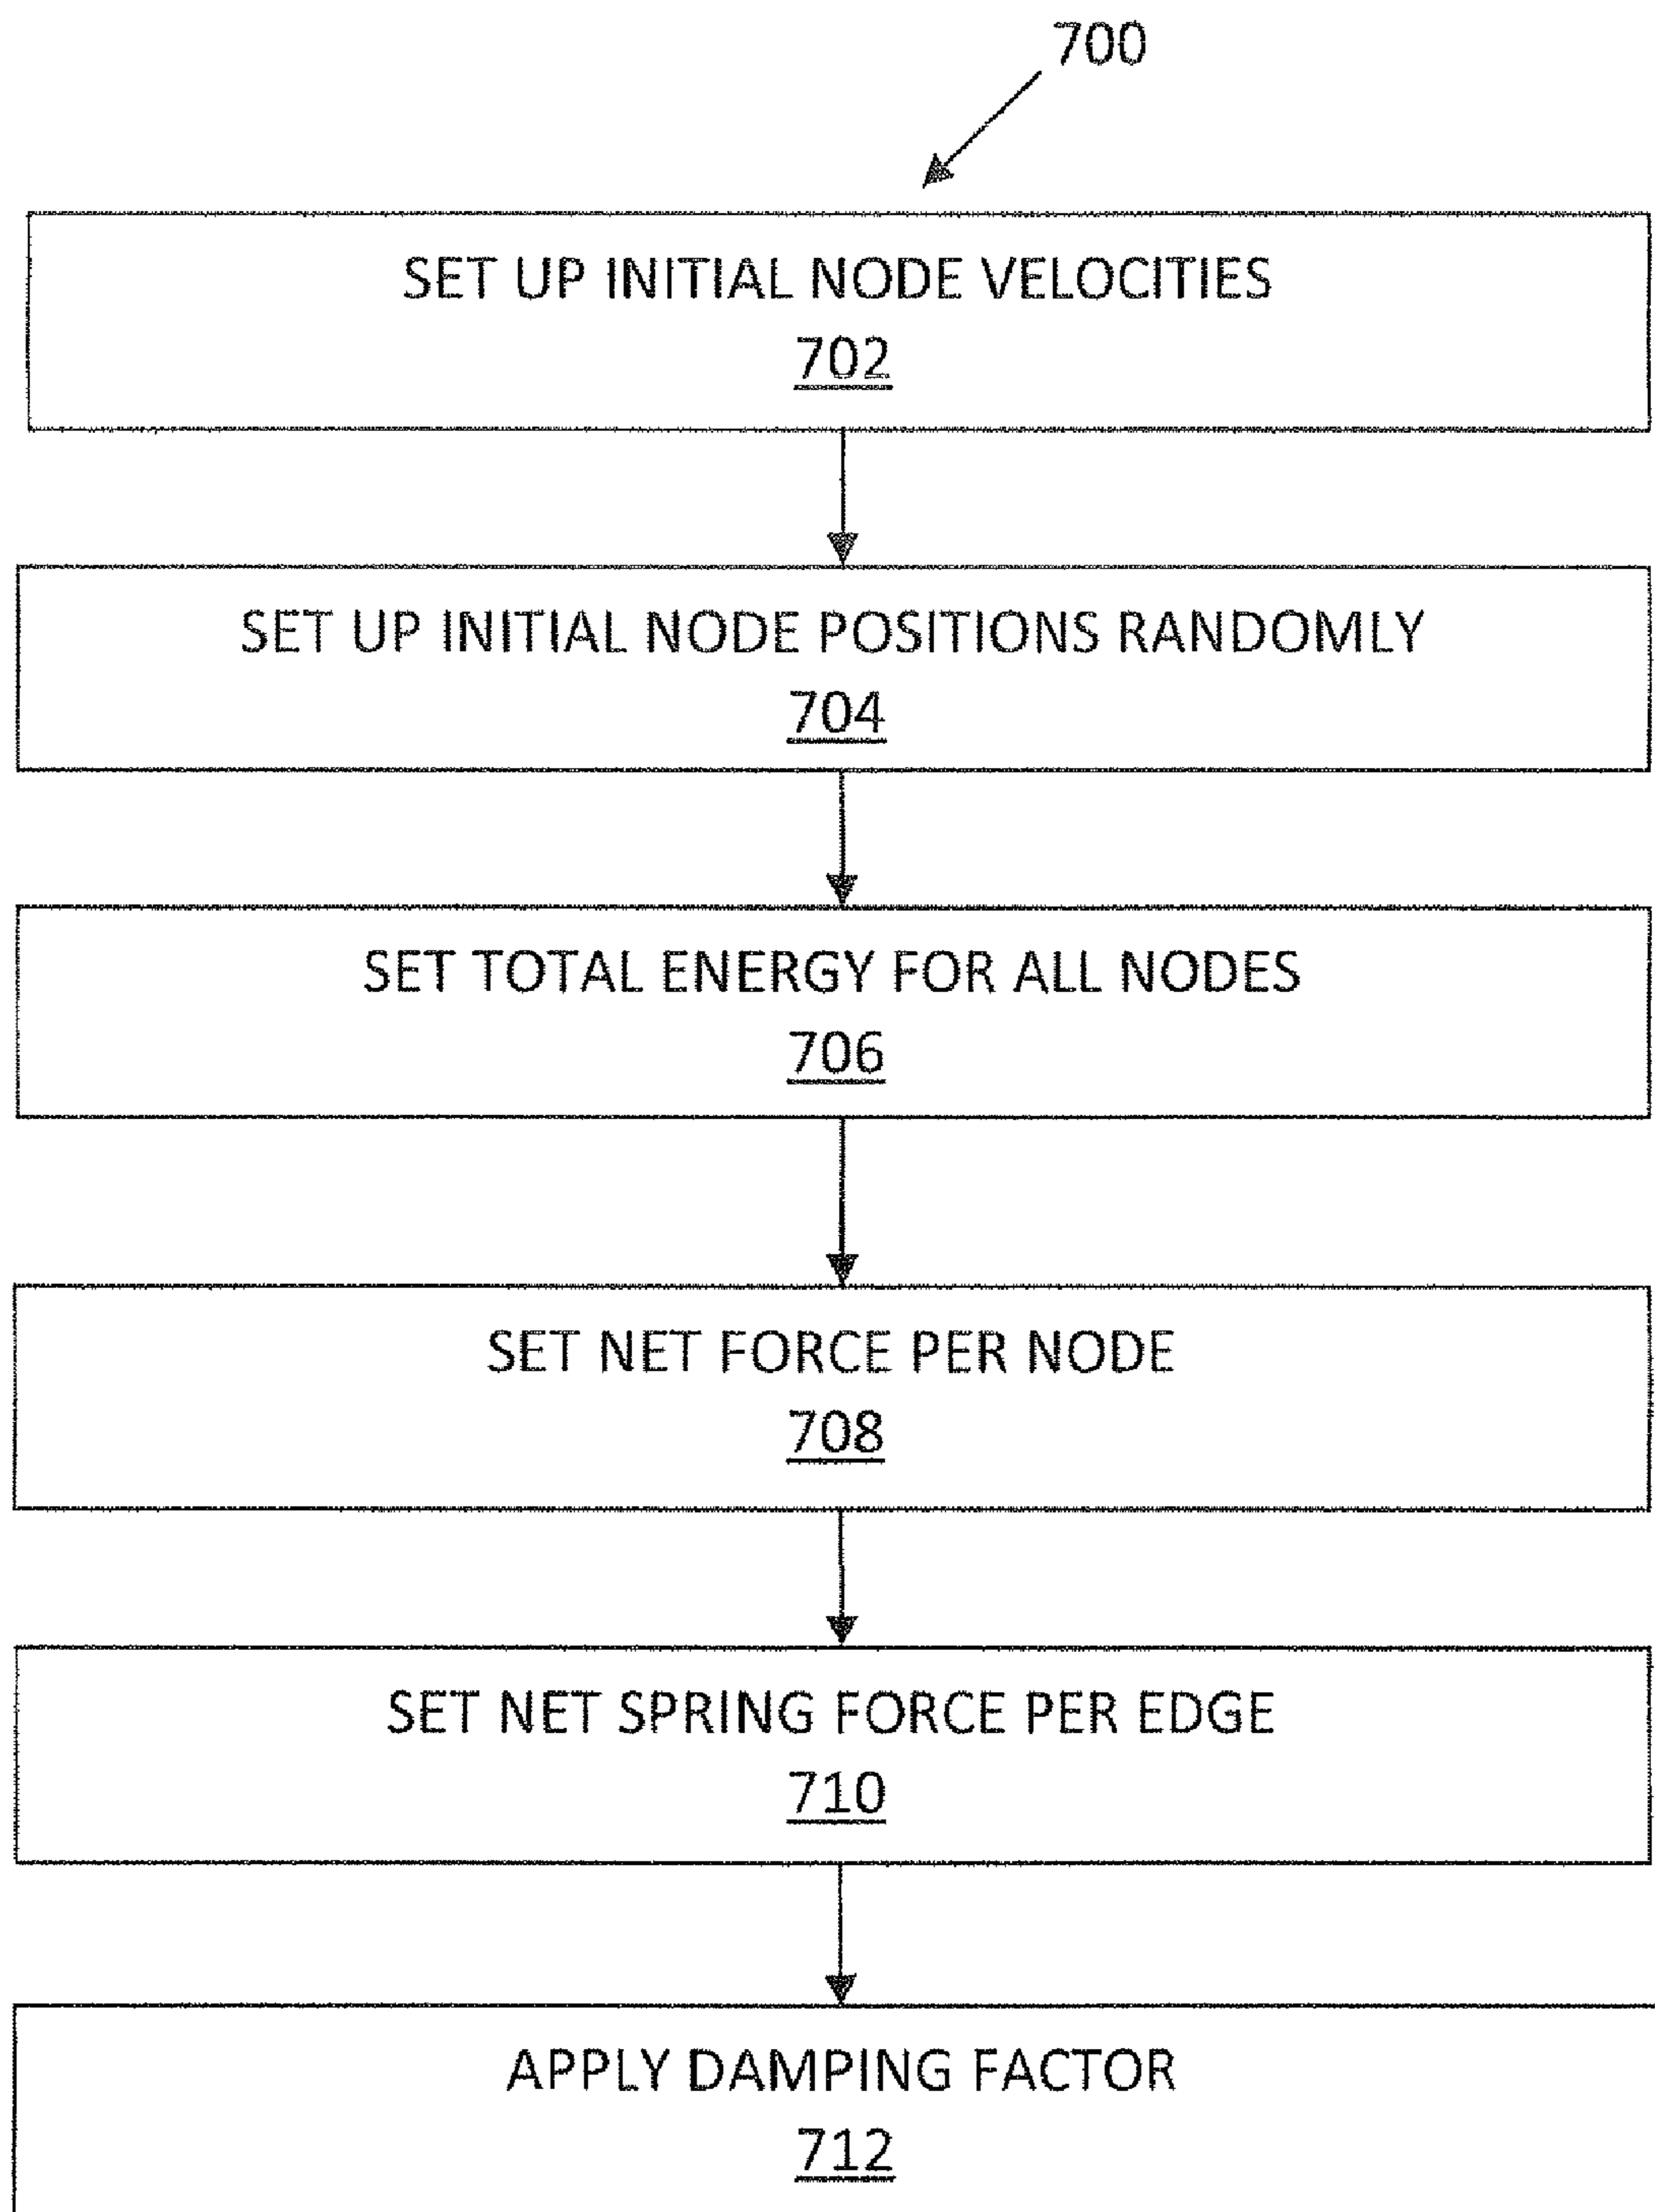 700
SET UP INITIAL NODE VELOCITIES
702
SET UP INITIAL NODE POSITIONS RANDOMLY
704
SET TOTAL ENERGY FOR ALL NODES
706
SET NET FORCE PER NODE
708
SET NET SPRING FORCE PER EDGE
710
APPLY DAMPING FACTOR
712